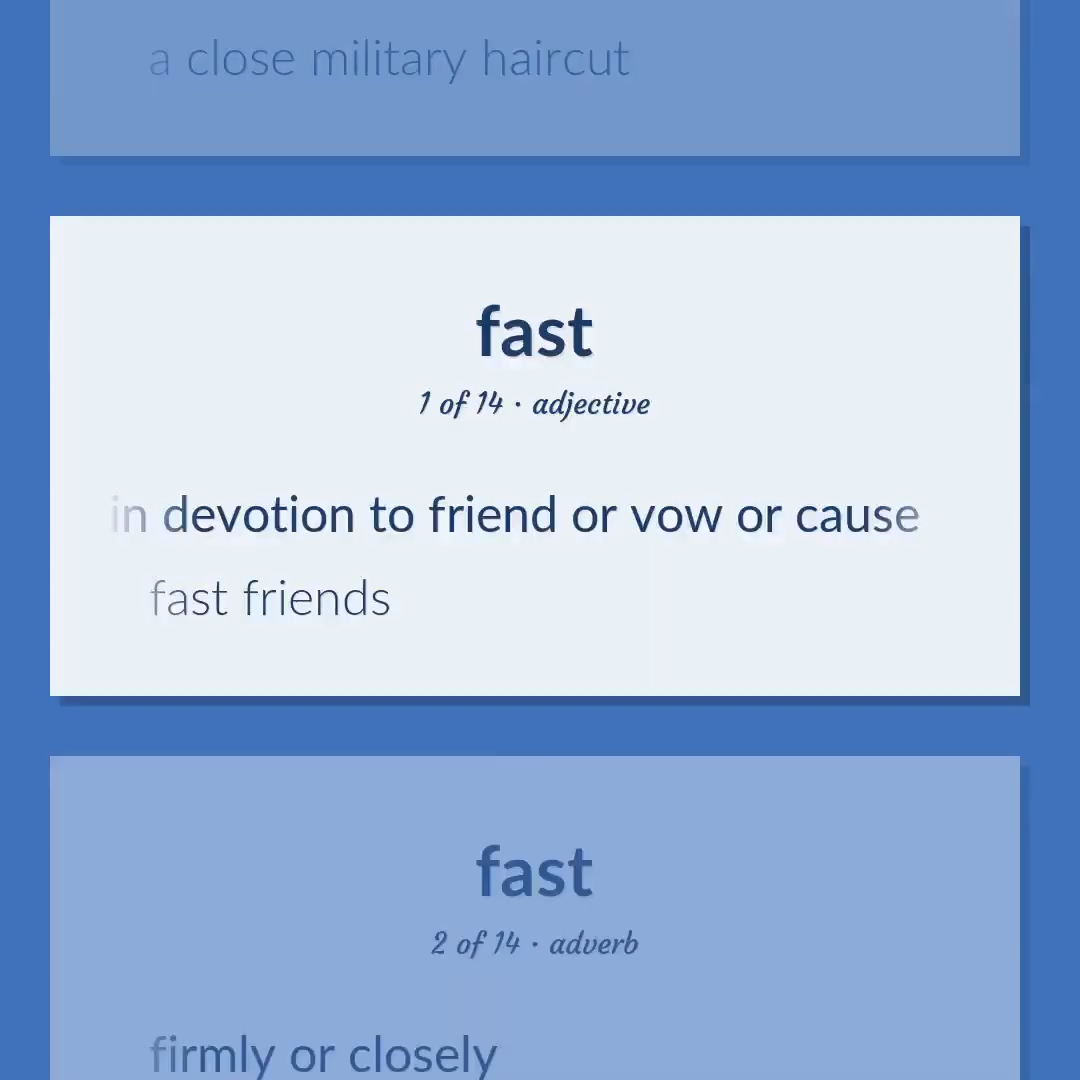 a close military haircut
fast
1 of 14 · adjective
in devotion to friend or vow or cause
fast friends
fast
2 of 14 · adverb
firmly or closely